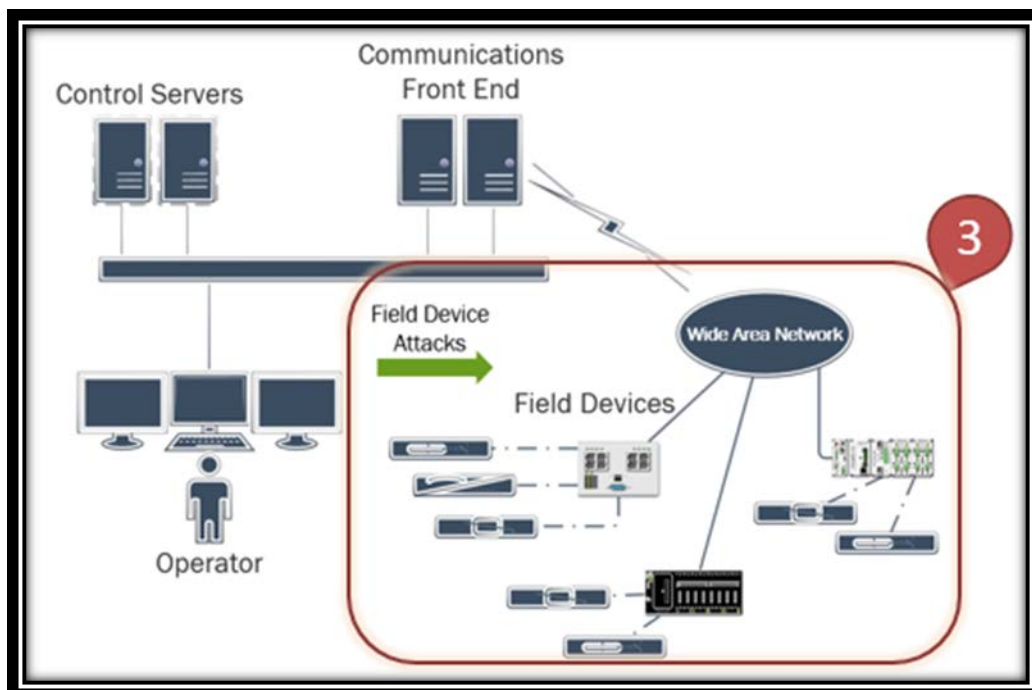 Communications
Front End
Control Servers
3
Field Device
Attacks
Wide Area Network
Field Devices
Operator